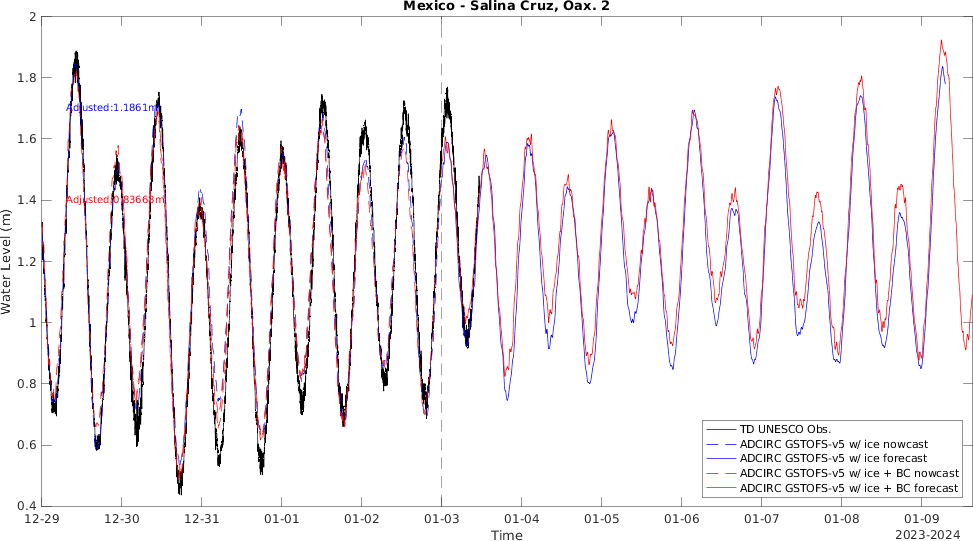 Mexico - Salina Cruz, Oax. 2
Water Level (m)
2
1.8
1.6
1.4
1.2
1
0.8
0.6
0.4
Adjusted:1.1861m
Adjusted:0.83663m
TD UNESCO Obs.
ADCIRC GSTOFS-v5 w/ ice nowcast
ADCIRC GSTOFS-v5 w/ ice forecast
ADCIRC GSTOFS-v5 w/ ice + BC nowcast
ADCIRC GSTOFS-v5 w/ ice + BC forecast
12-29 12-30 12-31 01-01 01-02 01-03 01-04 01-05 01-06 01-07 01-08 01-09
Time
2023-2024